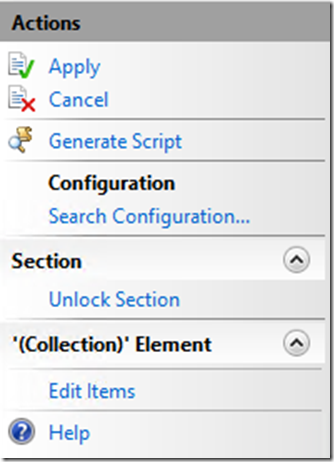 Actions
Apply
Cancel
Generate Script
Configuration
Search Configuration...
Section
Unlock Section
'(Collection)' Element
Edit Items
Help